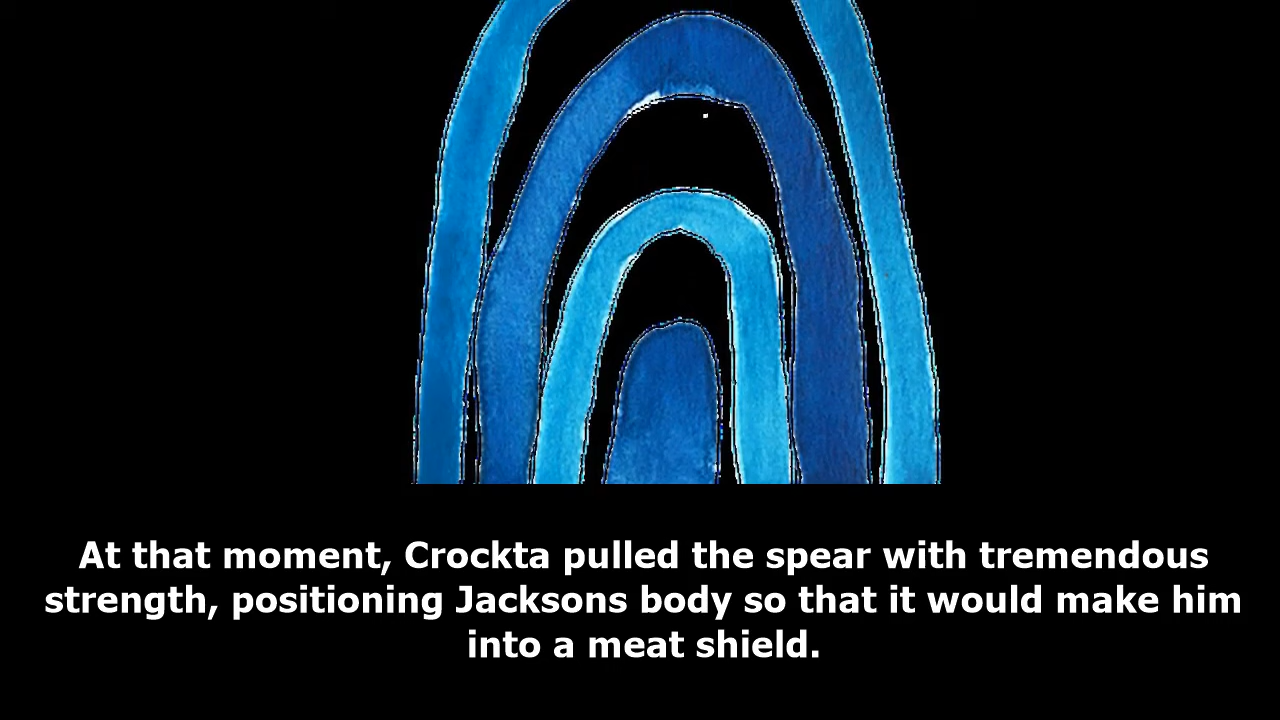 At that moment, Crockta pulled the spear with tremendous
strength, positioning Jacksons body so that it would make him
into a meat shield.